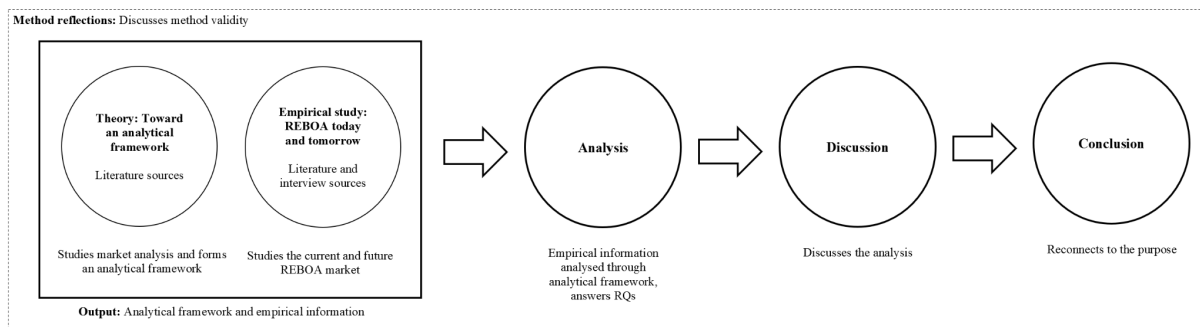 Method reflections: Discusses method validity
Theory: Toward
an analytical
framework
Literature sources
Studies market analysis and forms
an analytical framework
Empirical study:
REBOA today
and tomorrow
Literature and
interview sources
Studies the current and future
REBOA market
Output: Analytical framework and empirical information
Analysis
Empirical information
analysed through
analytical framework,
answers RQs
Discussion
Discusses the analysis
Conclusion
Reconnects to the purpose